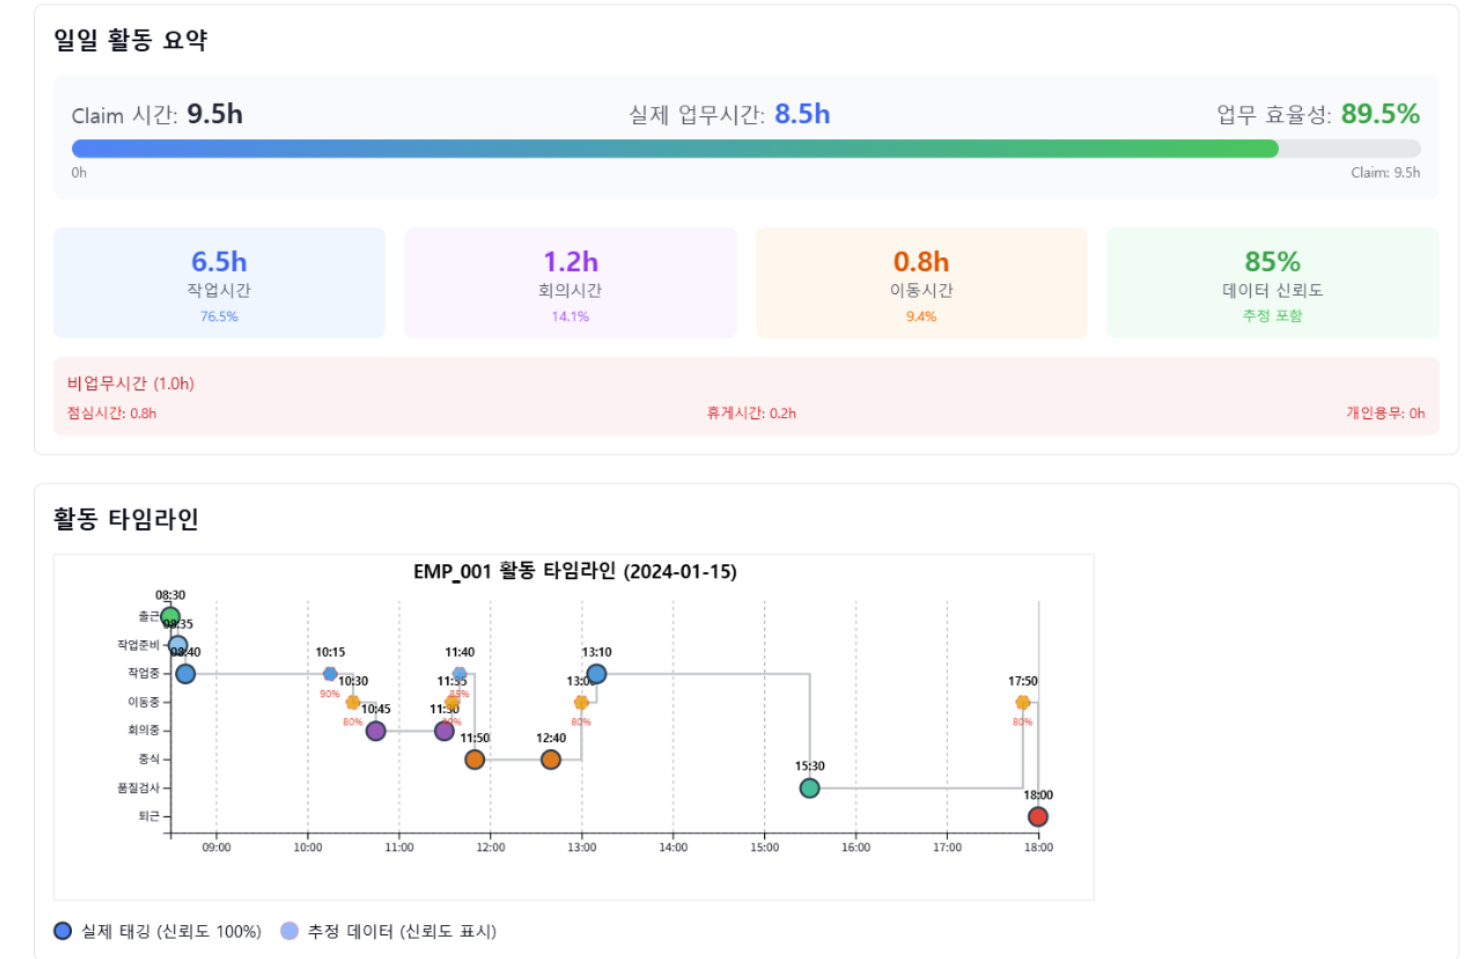 일일 활동 요약
Claim 시간: 9.5h 실제 업무시간: 8.5h 업무 효율성: 89.5%
0h Claim: 9.5h
6.5h 1.2h 0.8h 85%
작업시간 회의시간 이동시간 데이터 신뢰도
76.5% 14.1% 9.4% 추정 포함
비업무시간 (1.0h)
점심시간: 0.8h 휴게시간: 0.2h 개인용무: 0h
활동 타임라인
EMP_001 활동 타임라인 (2024-01-15)
08:30
출근
08:35
작업준비
08:40 10:15 11:40 13:10
작업중
10:30 11:35 17:50
90% 85%
이동중
10:45 11:30
80% 80% 80%
회의중
11:50 12:40
중식
15:30
품질검사
18:00
퇴근
09:00 10:00 11:00 12:00 13:00 14:00 15:00 16:00 17:00 18:00
실제 태깅 (신뢰도 100%) 추정 데이터 (신뢰도 표시)